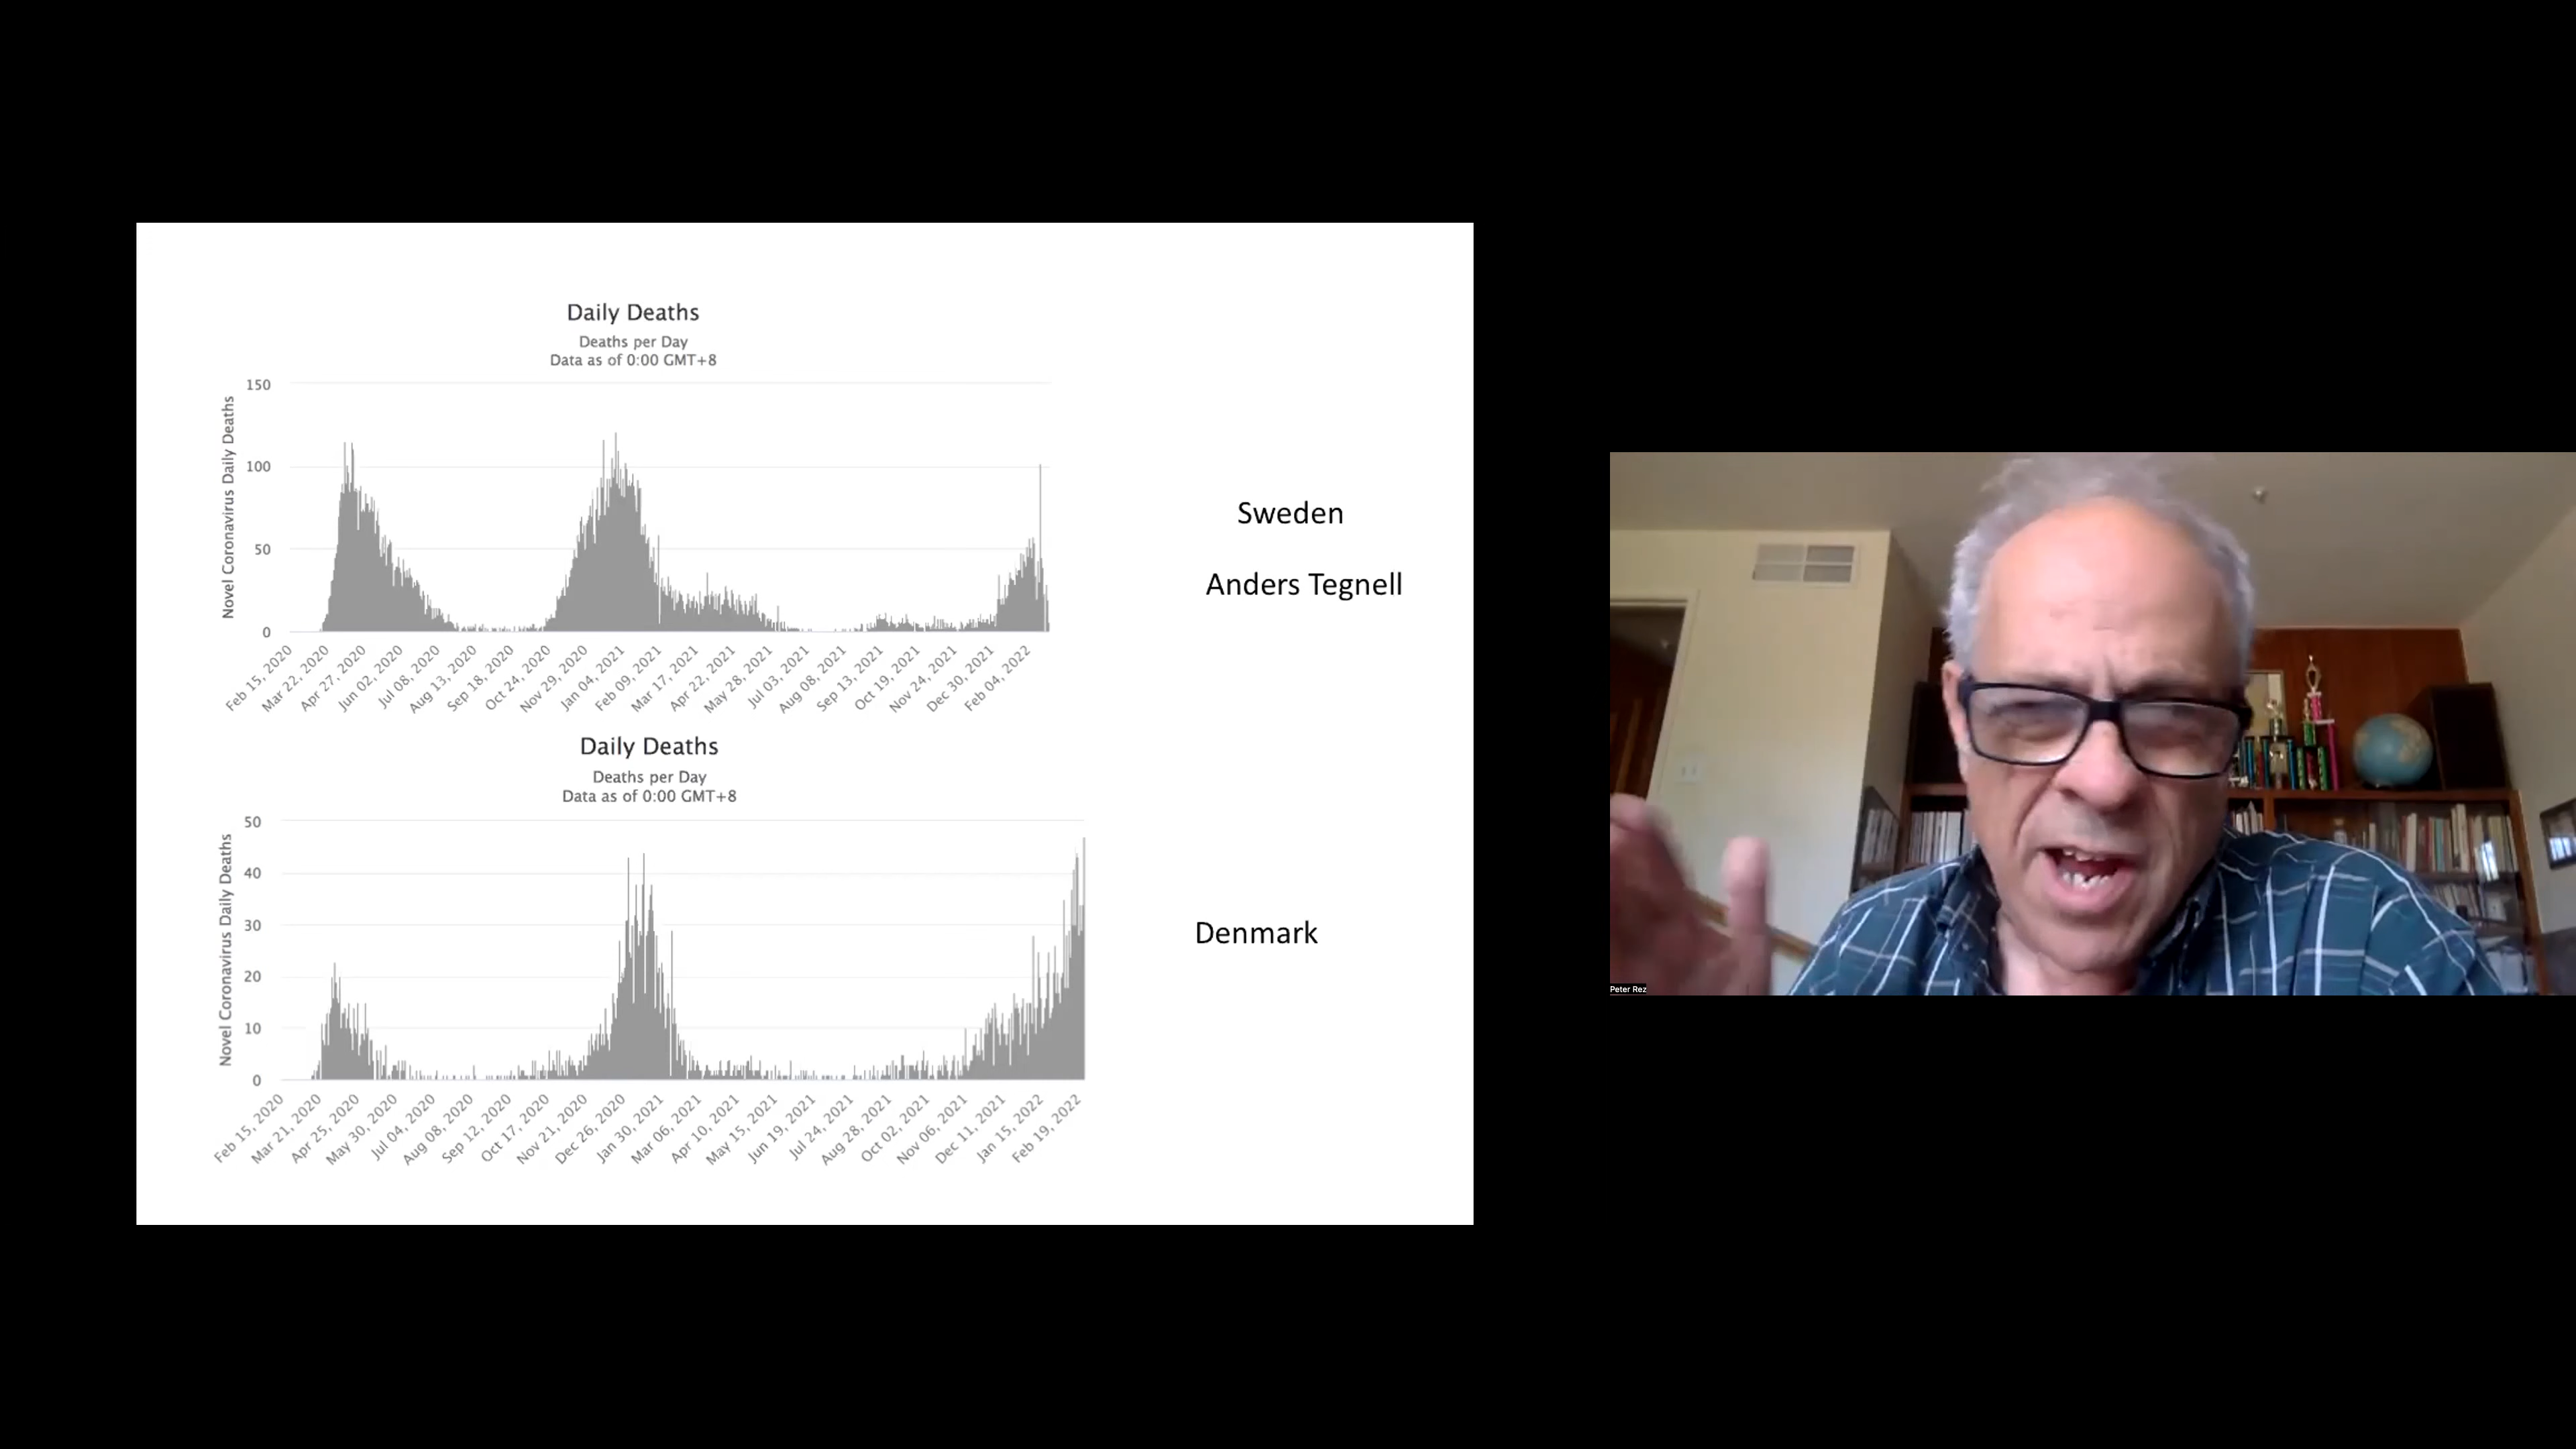 Daily Deaths
Deaths per Day
Data as of 0:00 GMT+8
Novel Coronavirus Daily Deaths
150
100
50
0
Feb 15, 2020
Mar 22, 2020
Apr 27, 2020
Jun 02, 2020
Jul 08, 2020
Aug 13, 2020
Sep 18, 2020
Oct 24, 2020
Nov 29, 2020
Jan 04, 2021
Feb 09, 2021
Mar 17, 2021
Apr 22, 2021
May 28, 2021
Jul 03, 2021
Aug 08, 2021
Sep 13, 2021
Oct 19, 2021
Nov 24, 2021
Dec 30, 2021
Feb 04, 2022
Sweden
Anders Tegnell
Daily Deaths
Deaths per Day
Data as of 0:00 GMT+8
Novel Coronavirus Daily Deaths
50
40
30
20
10
0
Feb 15, 2020
Mar 21, 2020
Apr 25, 2020
May 30, 2020
Jul 04, 2020
Aug 08, 2020
Sep 12, 2020
Oct 17, 2020
Nov 21, 2020
Dec 26, 2020
Jan 30, 2021
Mar 06, 2021
Apr 10, 2021
May 15, 2021
Jun 19, 2021
Jul 24, 2021
Aug 28, 2021
Oct 02, 2021
Nov 06, 2021
Dec 11, 2021
Jan 15, 2022
Feb 19, 2022
Denmark
Peter Rez